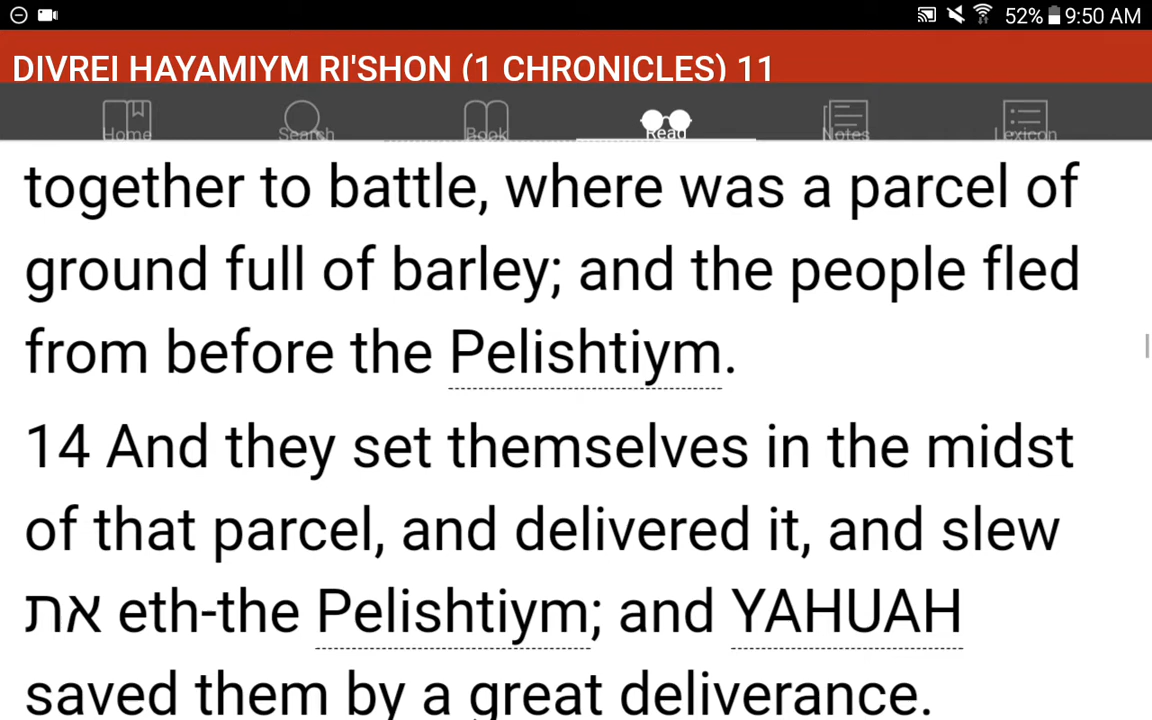 52% 9:50 AM
DIVREI HAYAMIYM RI'SHON (1 CHRONICLES) 11
Home Search Book Read Notes Lexicon
together to battle, where was a parcel of
ground full of barley; and the people fled
from before the Pelishtiym.
14 And they set themselves in the midst
of that parcel, and delivered it, and slew
את eth-the Pelishtiym; and YAHUAH
saved them by a great deliverance.